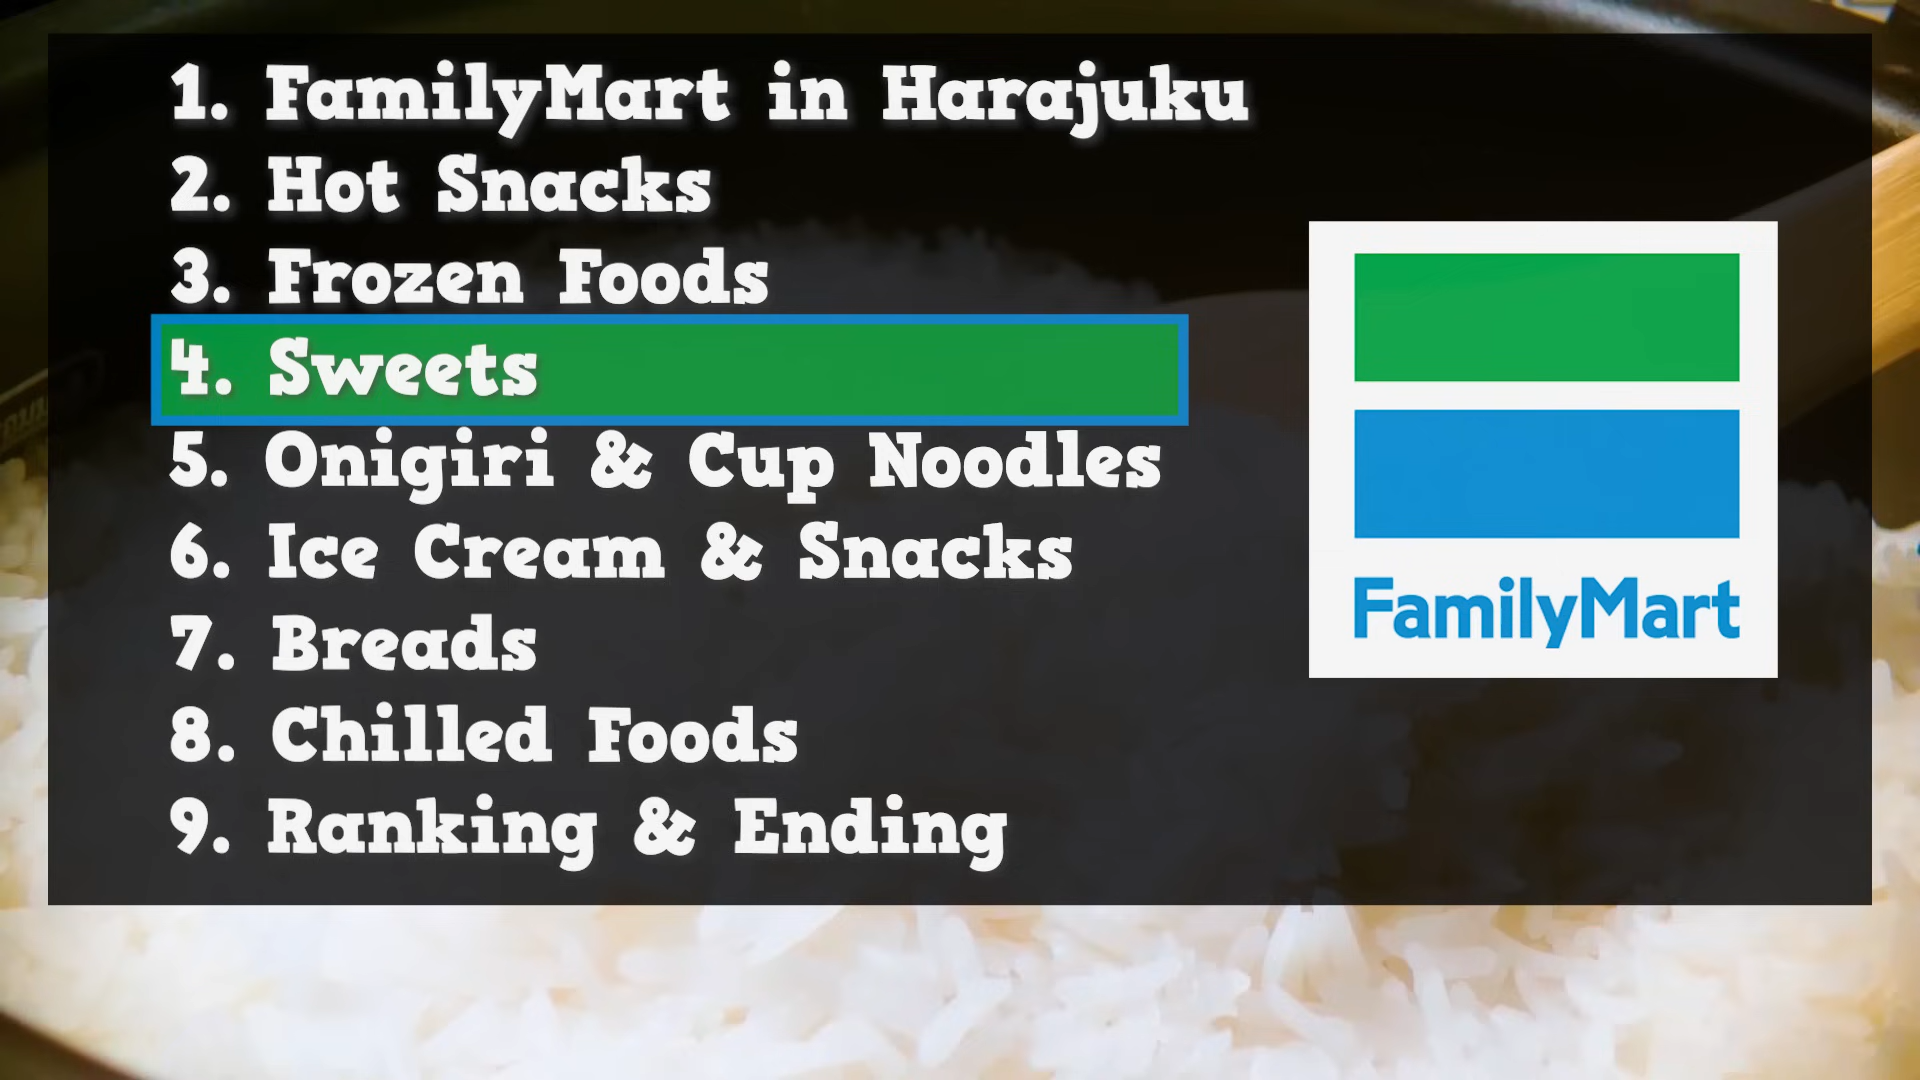 1. FamilyMart in Harajuku
2. Hot Snacks
3. Frozen Foods
4. Sweets
5. Onigiri & Cup Noodles
6. Ice Cream & Snacks
7. Breads
8. Chilled Foods
9. Ranking & Ending
FamilyMart